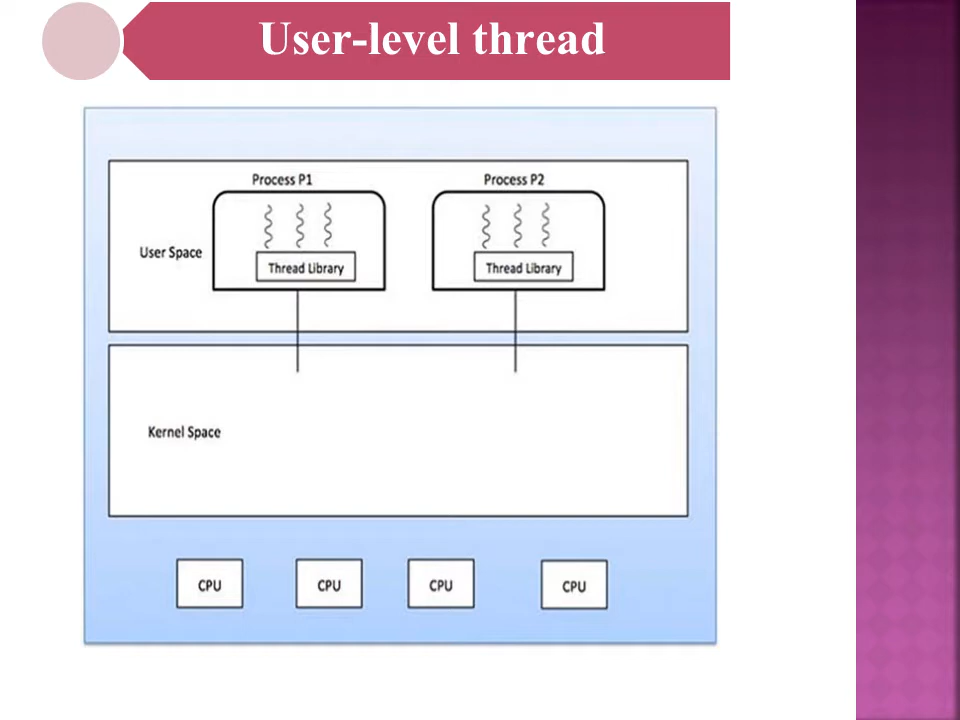 User-level thread
Process P1
Process P2
User Space
Thread Library
Thread Library
Kernel Space
CPU
CPU
CPU
CPU